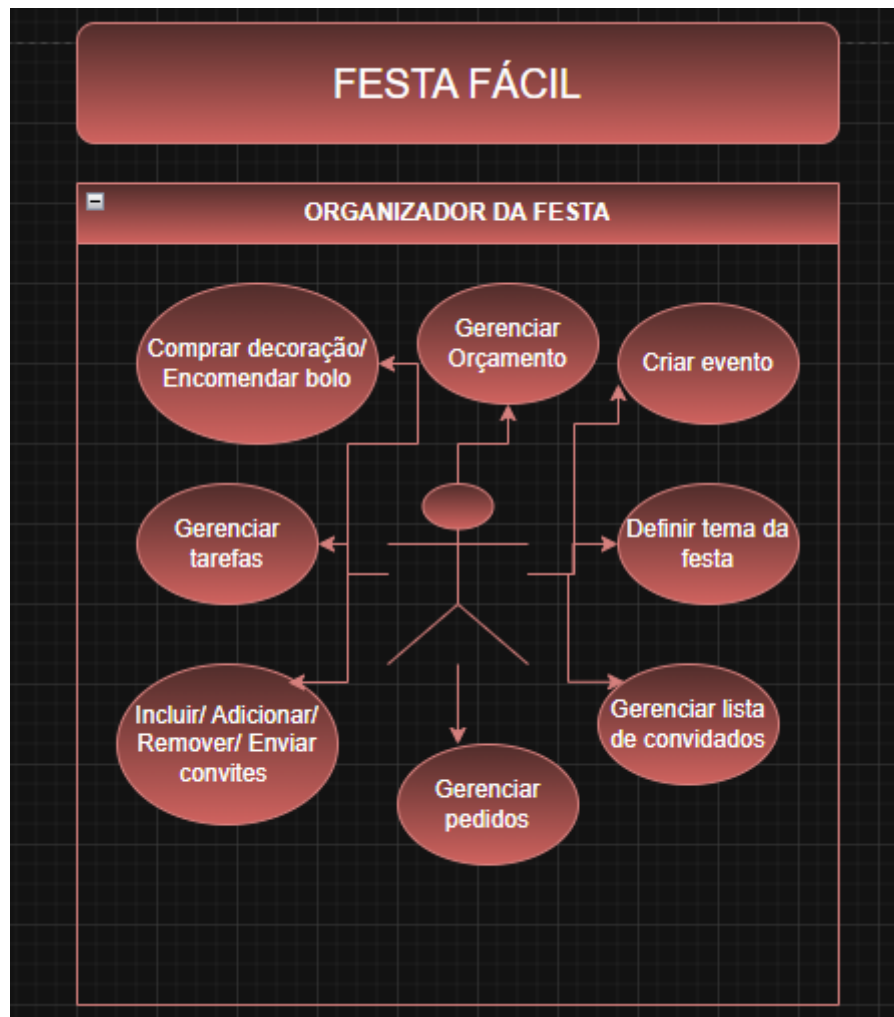 FESTA FÁCIL
ORGANIZADOR DA FESTA
Comprar decoração/
Encomendar bolo
Gerenciar
Orçamento
Criar evento
Gerenciar
tarefas
Definir tema da
festa
Incluir/ Adicionar/
Remover/ Enviar
convites
Gerenciar
pedidos
Gerenciar lista
de convidados